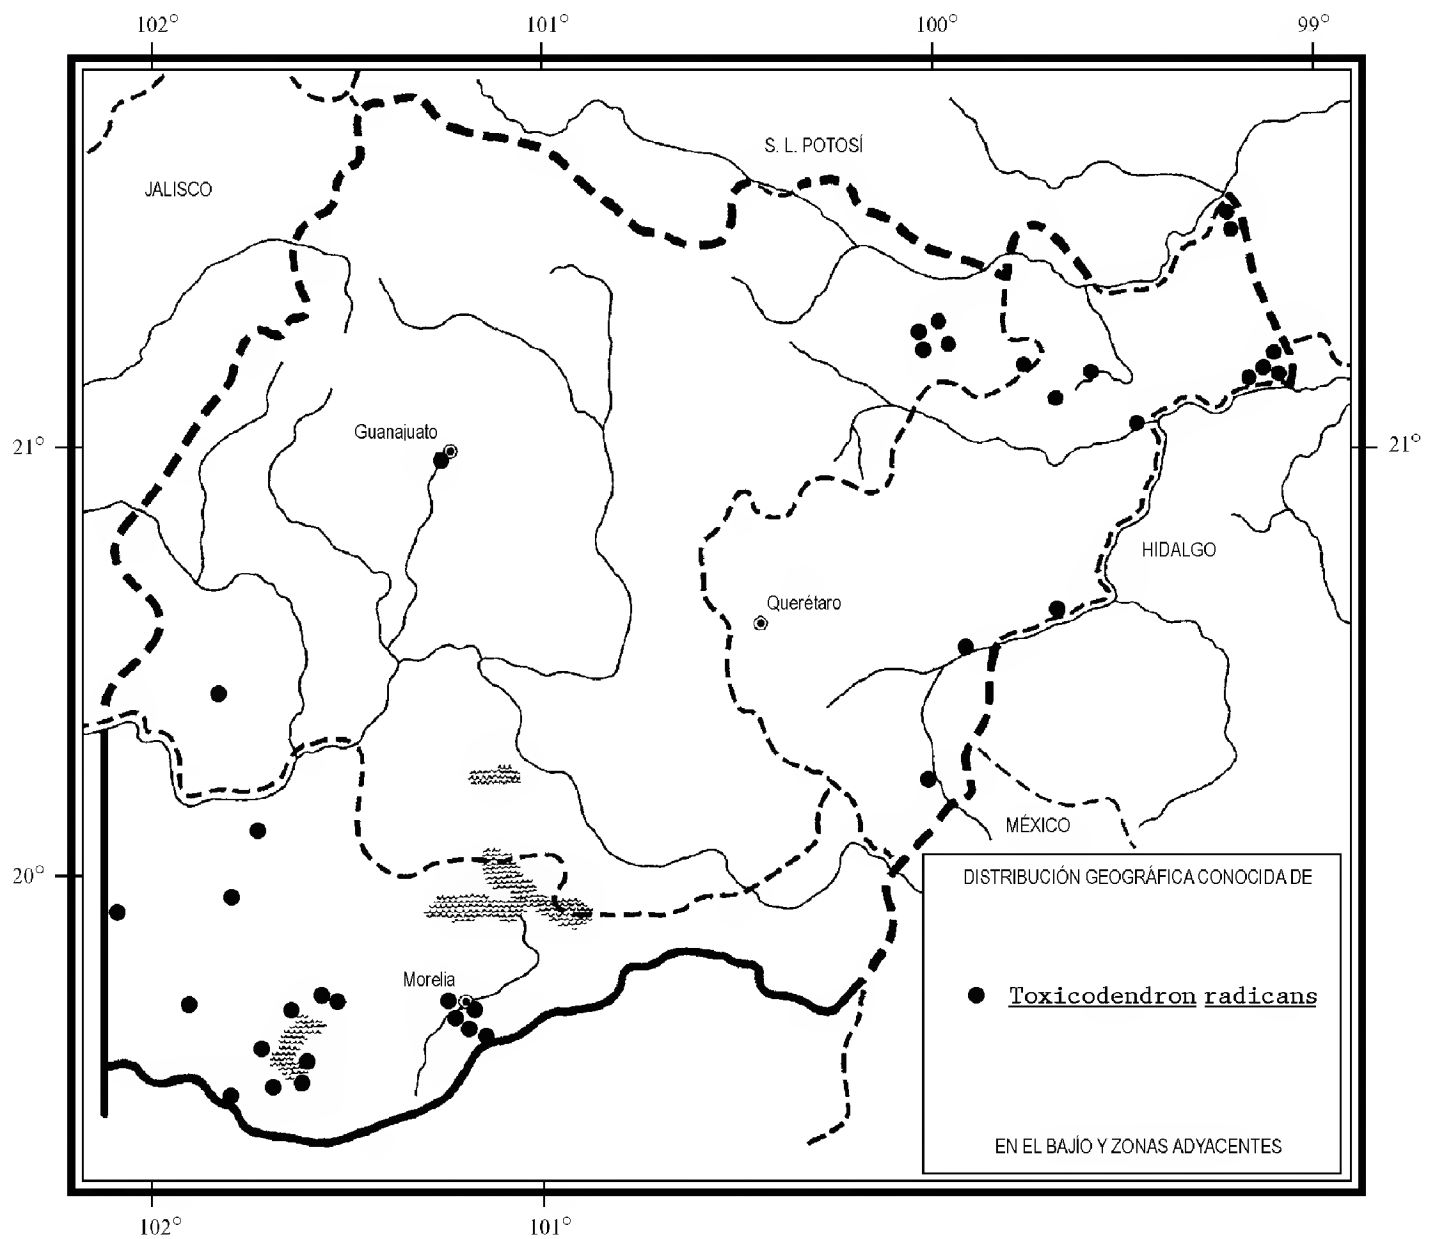 102° 101° 100° 99°
S. L. POTOSÍ
JALISCO
Guanajuato
21° 21°
HIDALGO
Querétaro
MÉXICO
20°
DISTRIBUCIÓN GEOGRÁFICA CONOCIDA DE
Morelia
Toxicodendron radicans
EN EL BAJÍO Y ZONAS ADYACENTES
102° 101°